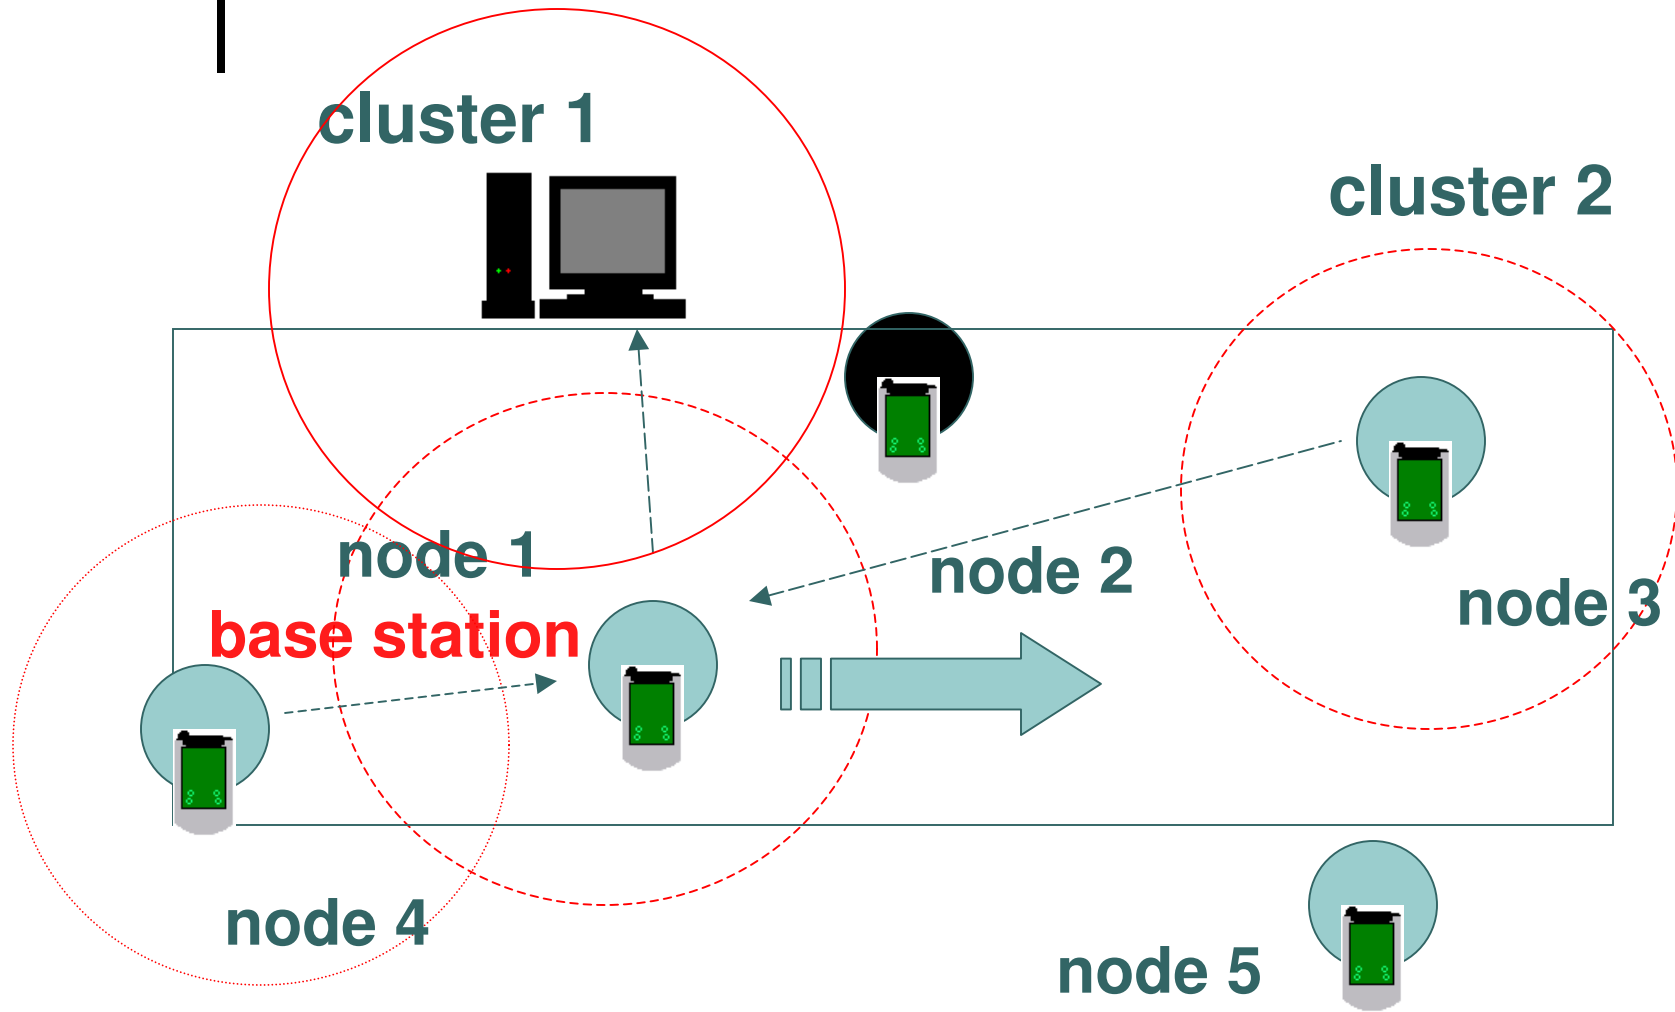 cluster 1
cluster 2
node 1
node 2
node 3
base station
node 4
node 5